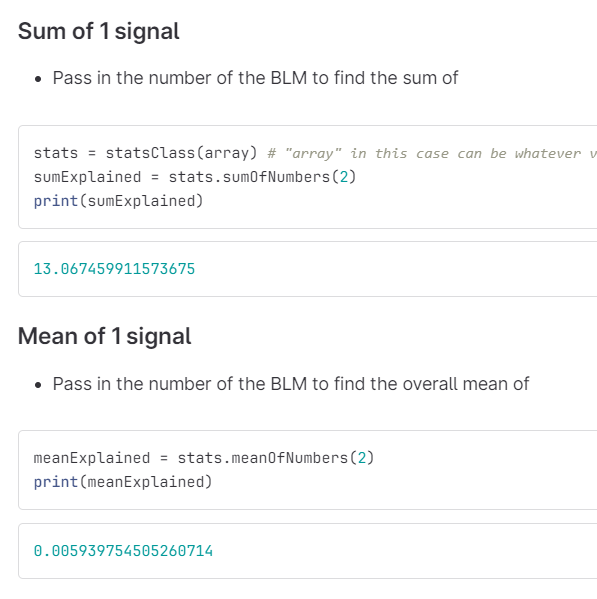 Sum of 1 signal
• Pass in the number of the BLM to find the sum of
stats = statsClass(array) # "array" in this case can be whatever v
sumExplained = stats.sumOfNumbers(2)
print(sumExplained)
13.067459911573675
Mean of 1 signal
• Pass in the number of the BLM to find the overall mean of
meanExplained = stats.meanOfNumbers(2)
print(meanExplained)
0.005939754505260714